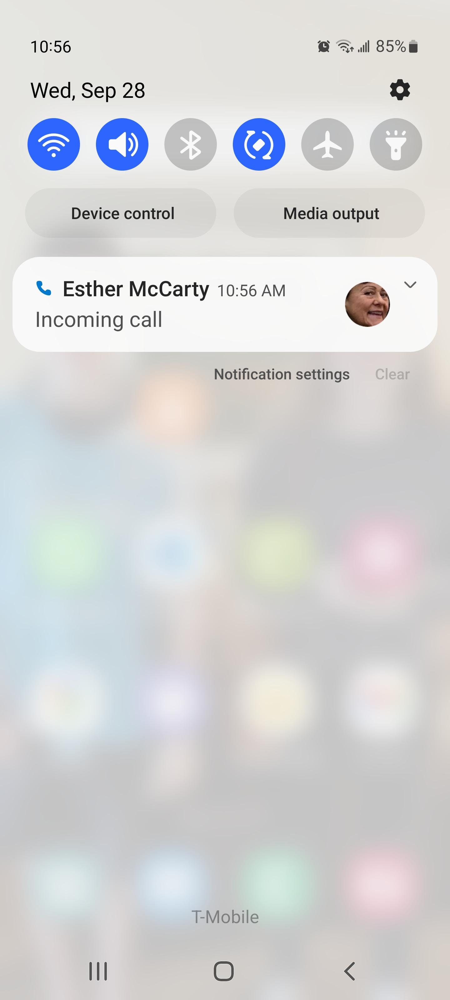 10:56 85%
Wed, Sep 28
Device control Media output
Esther McCarty 10:56 AM
Incoming call
Notification settings Clear
T-Mobile